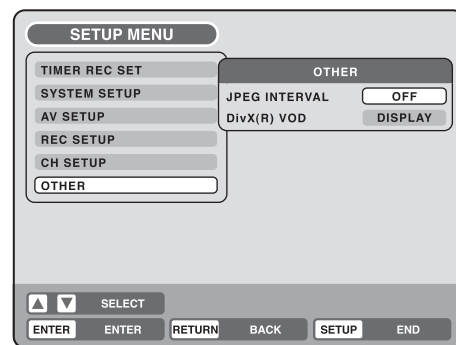 SETUP MENU
TIMER REC SET
SYSTEM SETUP
AV SETUP
REC SETUP
CH SETUP
OTHER
OTHER
JPEG INTERVAL OFF
DivX(R) VOD DISPLAY
▲ ▼ SELECT
ENTER ENTER RETURN BACK SETUP END